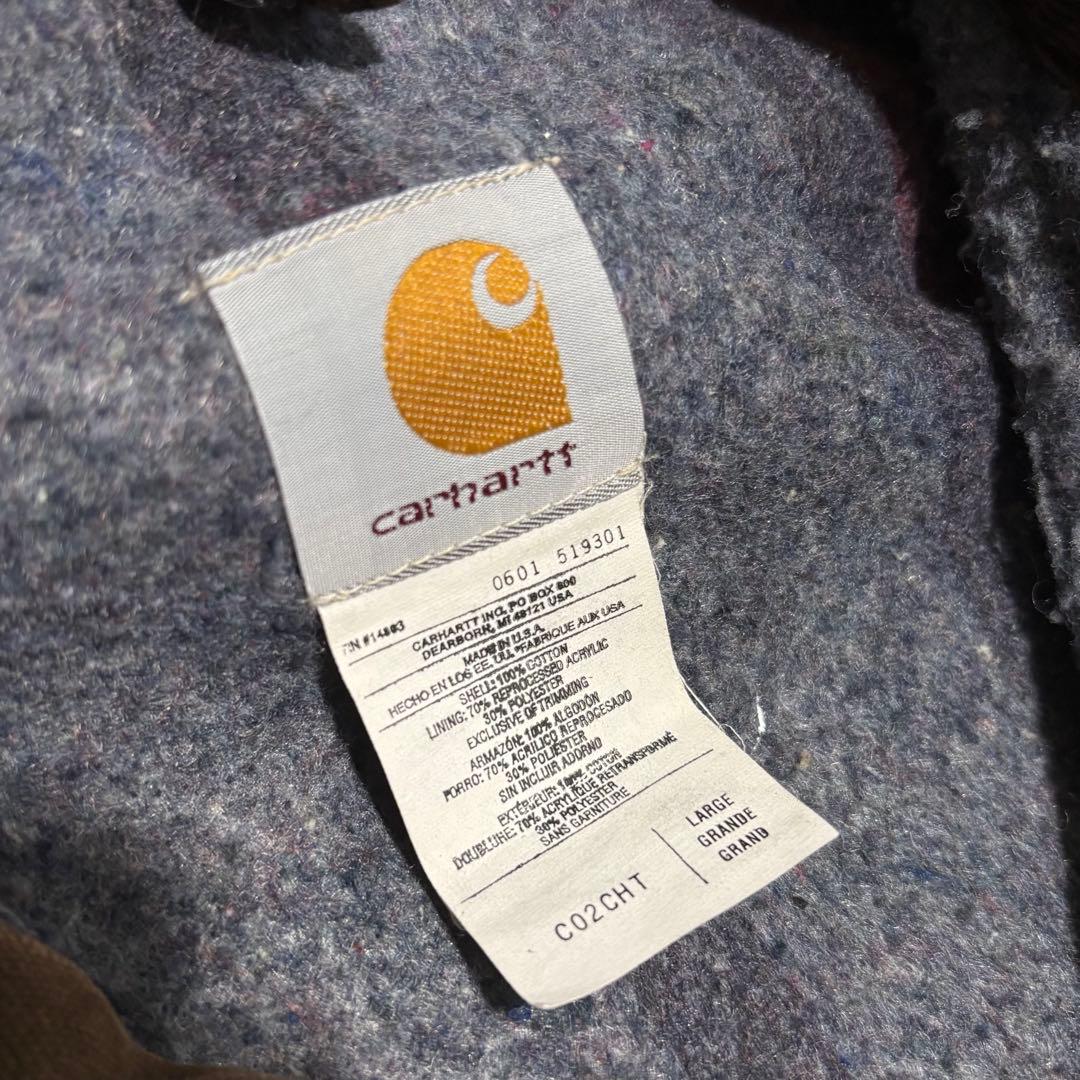 carhartt
0601 519301
CARHARTT INC, PO BOX 600
DEARBORN, MI 48121 USA
MADE IN U.S.A.
HECHO EN LOS EE. UU. *FABRIQUE AUX USA
SHELL: 100% COTTON
LINING: 70% REPROCESSED ACRYLIC
30% POLYESTER
EXCLUSIVE OF TRIMMING
ARMAZÓN: 100% ALGODÓN
FORRO: 70% ACRILICO REPROCESADO
30% POLIÉSTER
SIN INCLUIR ADORNO
EXTÉRIEUR: 100% COTON
DOUBLURE: 70% ACRYLIQUE RETRANSFORMÉ
30% POLYESTER
SANS GARNITURE
C02CHT
LARGE
GRANDE
GRAND